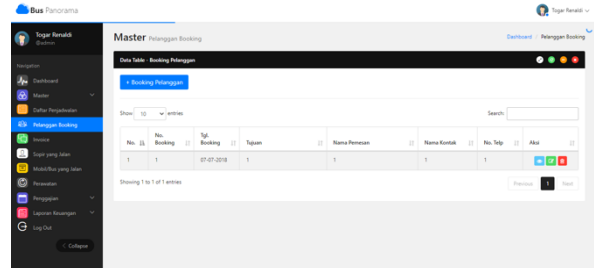 Bus Panorama
Togar Renaldi
Togar Renaldi
@admin
Navigation
Dashboard
Master
Daftar Penjadwalan
Pelanggan Booking
Invoice
Supir yang Jalan
Mobil/Bus yang Jalan
Perawatan
Penggajian
Laporan Keuangan
Log Out
< Collapse
Master Pelanggan Booking
Dashboard / Pelanggan Booking
Data Table - Booking Pelanggan
+ Booking Pelanggan
Show 10 entries
Search:
No. No. Booking Tgl. Booking Tujuan Nama Pemesan Nama Kontak No. Telp Aksi
1 1 07-07-2018 1 1 1 1
Showing 1 to 1 of 1 entries
Previous 1 Next